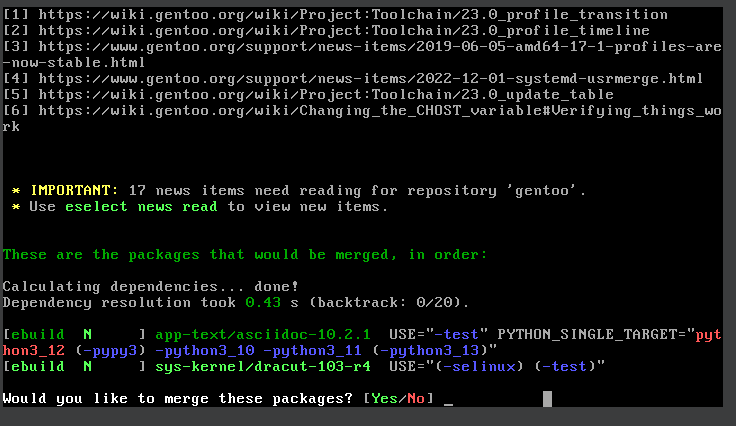 [1] https://wiki.gentoo.org/wiki/Project:Toolchain/23.0_profile_transition
[2] https://wiki.gentoo.org/wiki/Project:Toolchain/23.0_profile_timeline
[3] https://www.gentoo.org/support/news-items/2019-06-05-amd64-17-1-profiles-are
-now-stable.html
[4] https://www.gentoo.org/support/news-items/2022-12-01-systemd-usrmerge.html
[5] https://wiki.gentoo.org/wiki/Project:Toolchain/23.0_update_table
[6] https://wiki.gentoo.org/wiki/Changing_the_CHOST_variable#Verifying_things_wo
rk
* IMPORTANT: 17 news items need reading for repository 'gentoo'.
* Use eselect news read to view new items.
These are the packages that would be merged, in order:
Calculating dependencies... done!
Dependency resolution took 0.43 s (backtrack: 0/20).
[ebuild  N     ] app-text/asciidoc-10.2.1  USE="-test" PYTHON_SINGLE_TARGET="pyt
hon3_12 (-pypy3) -python3_10 -python3_11 (-python3_13)"
[ebuild  N     ] sys-kernel/dracut-103-r4  USE="(-selinux) (-test)"
Would you like to merge these packages? [Yes/No] _